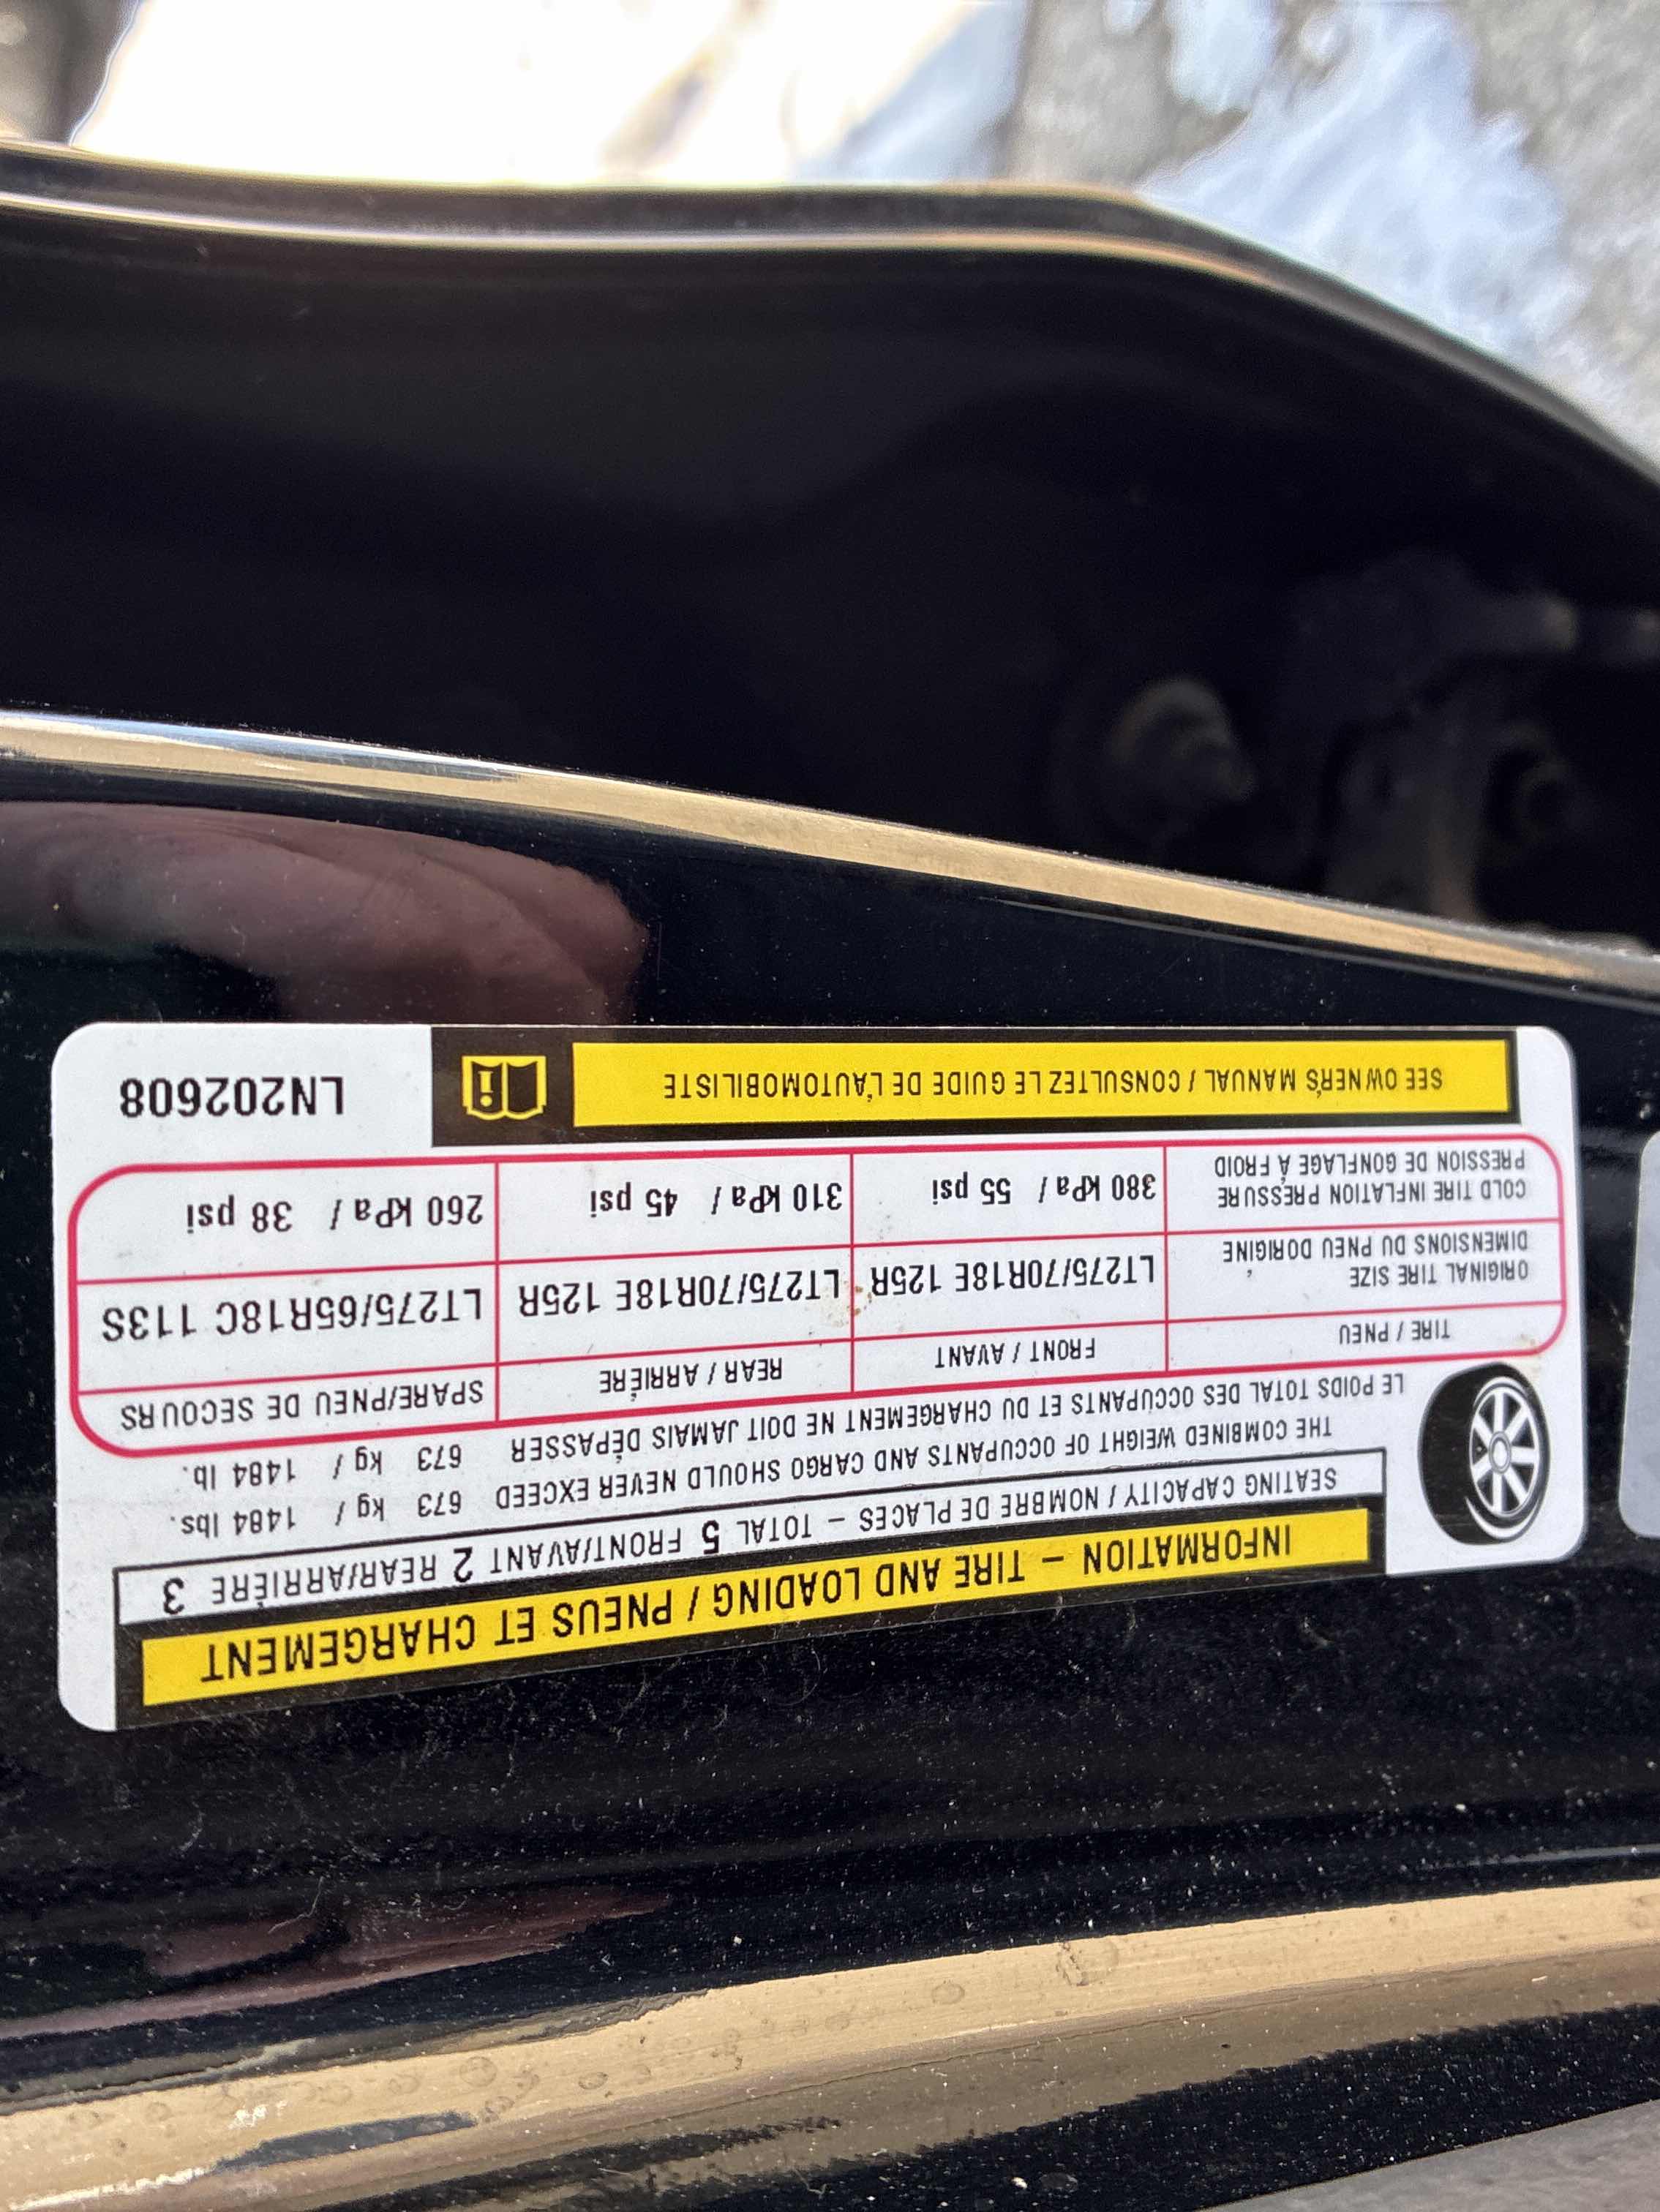 INFORMATION – TIRE AND LOADING / PNEUS ET CHARGEMENT
SEATING CAPACITY / NOMBRE DE PLACES – TOTAL 5 FRONT/AVANT 2 REAR/ARRIÈRE 3
THE COMBINED WEIGHT OF OCCUPANTS AND CARGO SHOULD NEVER EXCEED 673 kg / 1484 lbs.
LE POIDS TOTAL DES OCCUPANTS ET DU CHARGEMENT NE DOIT JAMAIS DÉPASSER 673 kg / 1484 lb.
TIRE / PNEU FRONT / AVANT REAR / ARRIÈRE SPARE/PNEU DE SECOURS
ORIGINAL TIRE SIZE
DIMENSIONS DU PNEU DORIGINE LT275/70R18E 125R LT275/70R18E 125R LT275/65R18C 113S
COLD TIRE INFLATION PRESSURE
PRESSION DE GONFLAGE À FROID 380 kPa / 55 psi 310 kPa / 45 psi 260 kPa / 38 psi
SEE OWNER'S MANUAL / CONSULTEZ LE GUIDE DE L'AUTOMOBILISTE
LN202608